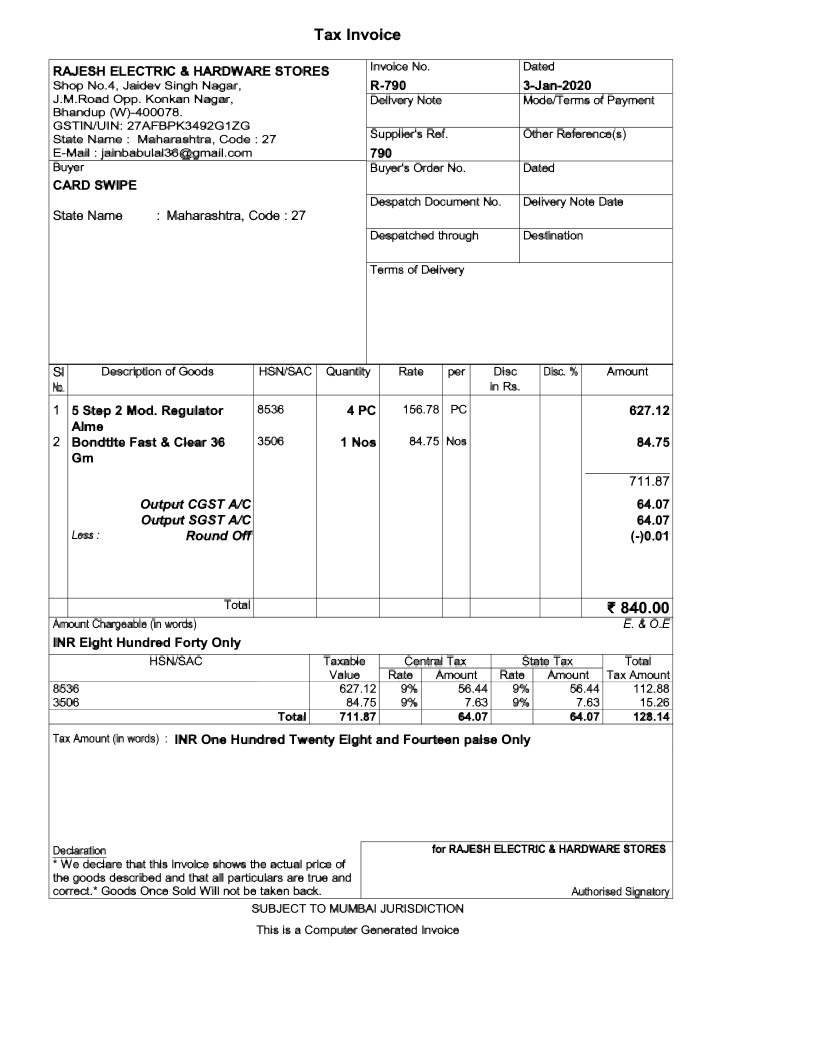 Tax Invoice
RAJESH ELECTRIC & HARDWARE STORES
Shop No.4, Jaidev Singh Nagar,
J.M.Road Opp. Konkan Nagar,
Bhandup (W)-400078.
GSTIN/UIN: 27AFBPK3492G1ZG
State Name : Maharashtra, Code : 27
E-Mail : jainbabulal36@gmail.com
Invoice No. Dated
R-790 3-Jan-2020
Delivery Note Mode/Terms of Payment
Supplier's Ref. Other Reference(s)
790
Buyer
CARD SWIPE
State Name : Maharashtra, Code : 27
Buyer's Order No. Dated
Despatch Document No. Delivery Note Date
Despatched through Destination
Terms of Delivery
Sl No. Description of Goods HSN/SAC Quantity Rate per Disc in Rs. Disc. % Amount
1 5 Step 2 Mod. Regulator 8536 4 PC 156.78 PC 627.12
Alme
2 Bondtite Fast & Clear 36 3506 1 Nos 84.75 Nos 84.75
Gm
711.87
Output CGST A/C 64.07
Output SGST A/C 64.07
Less : Round Off (-)0.01
Total ₹ 840.00
Amount Chargeable (in words) E. & O.E
INR Eight Hundred Forty Only
HSN/SAC Taxable Central Tax State Tax Total
Value Rate Amount Rate Amount Tax Amount
8536 627.12 9% 56.44 9% 56.44 112.88
3506 84.75 9% 7.63 9% 7.63 15.26
Total 711.87 64.07 64.07 128.14
Tax Amount (in words) : INR One Hundred Twenty Eight and Fourteen paise Only
Declaration
* We declare that this invoice shows the actual price of
the goods described and that all particulars are true and
correct.* Goods Once Sold Will not be taken back.
for RAJESH ELECTRIC & HARDWARE STORES
Authorised Signatory
SUBJECT TO MUMBAI JURISDICTION
This is a Computer Generated Invoice